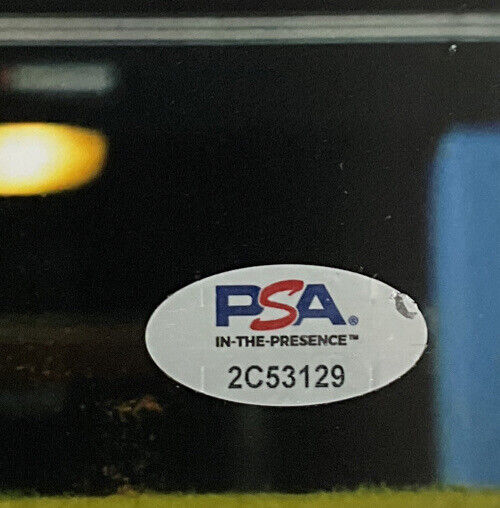 PSA®
IN-THE-PRESENCE™
2C53129